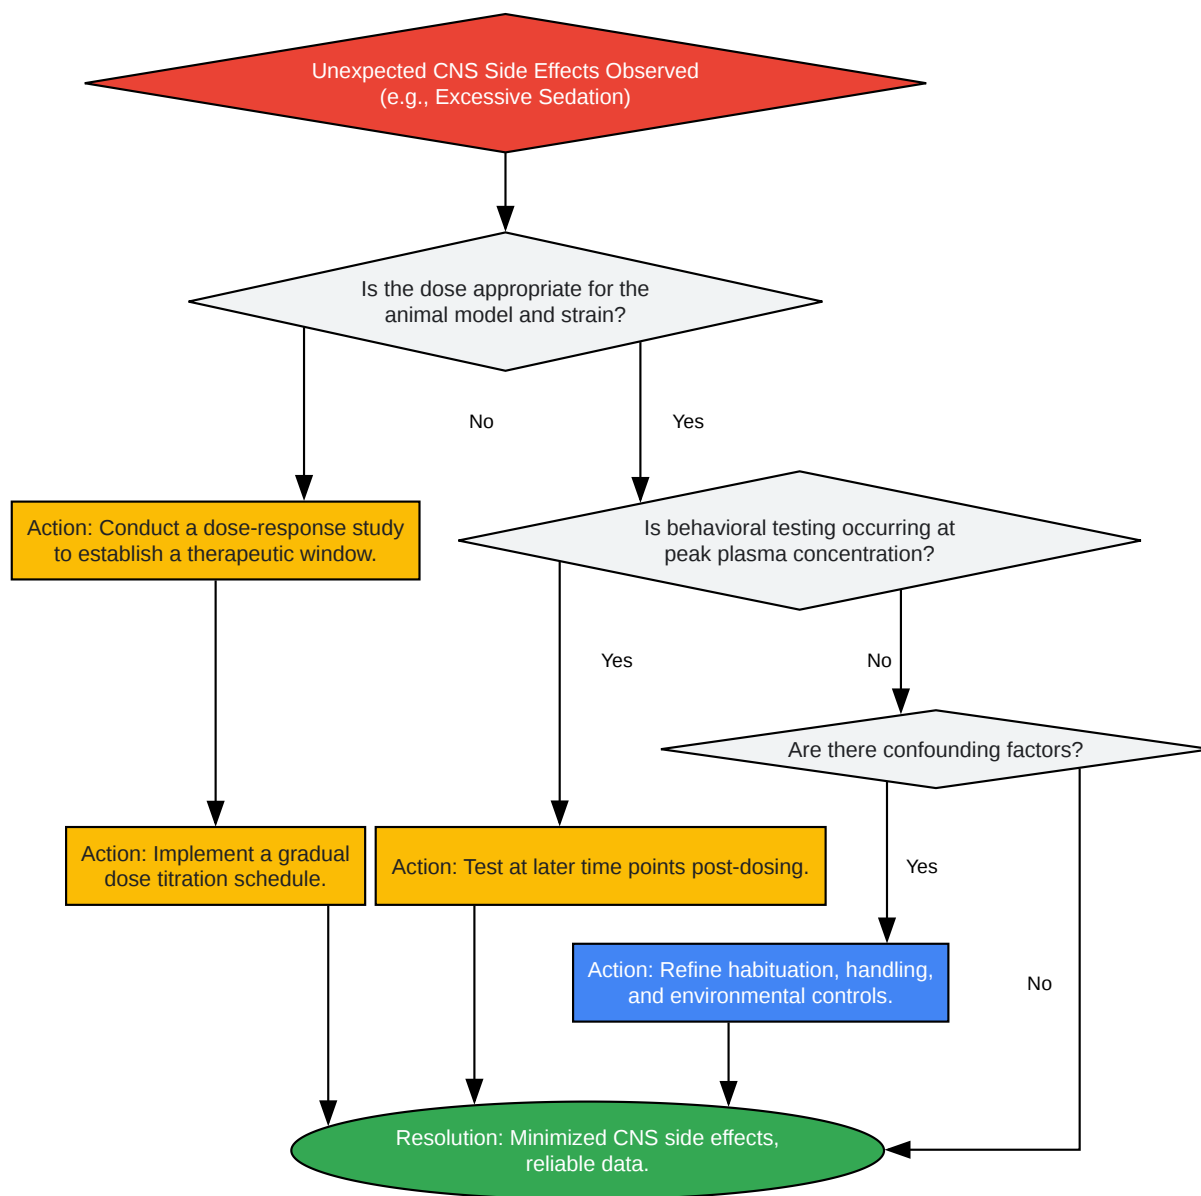 Unexpected CNS Side Effects Observed
(e.g., Excessive Sedation)
Is the dose appropriate for the
animal model and strain?
No
Yes
Action: Conduct a dose-response study
to establish a therapeutic window.
Is behavioral testing occurring at
peak plasma concentration?
Yes
No
Are there confounding factors?
Action: Implement a gradual
dose titration schedule.
Action: Test at later time points post-dosing.
Yes
Action: Refine habituation, handling,
and environmental controls.
No
Resolution: Minimized CNS side effects,
reliable data.